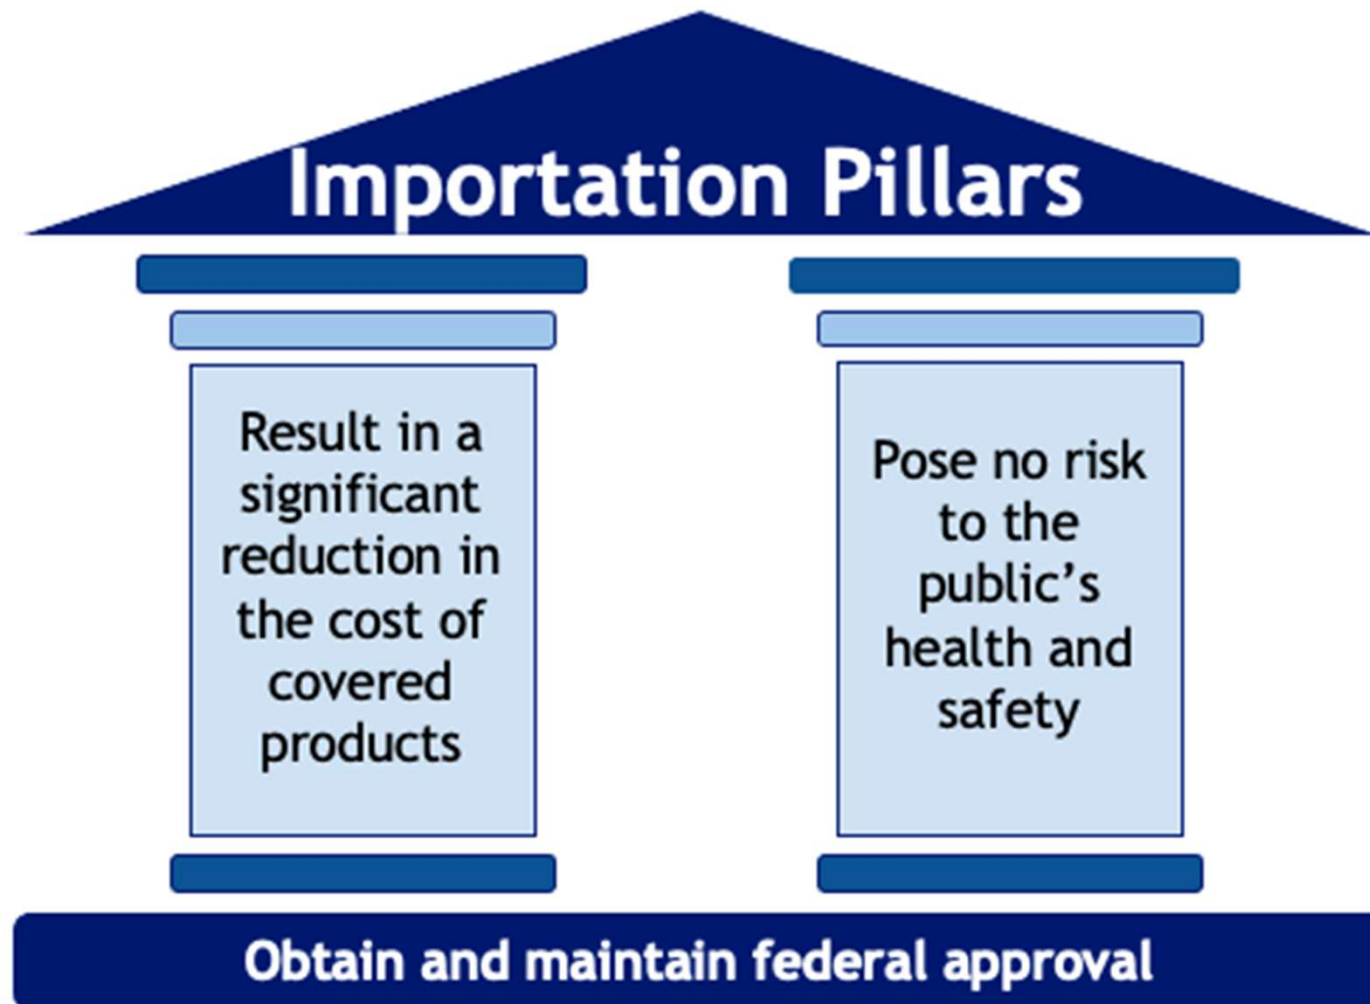 Importation Pillars
Result in a
significant
reduction in
the cost of
covered
products
Pose no risk
to the
public’s
health and
safety
Obtain and maintain federal approval